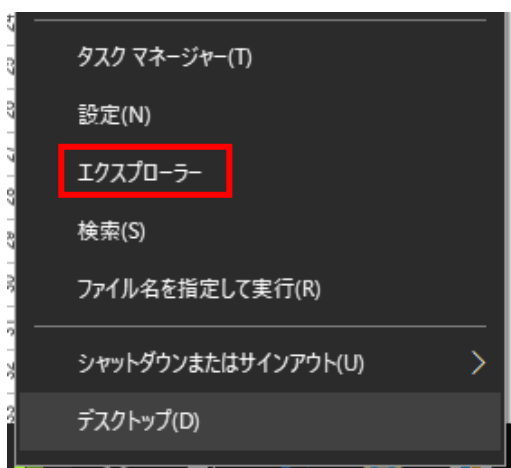 タスク マネージャー(T)
設定(N)
エクスプローラー
検索(S)
ファイル名を指定して実行(R)
シャットダウンまたはサインアウト(U)
デスクトップ(D)